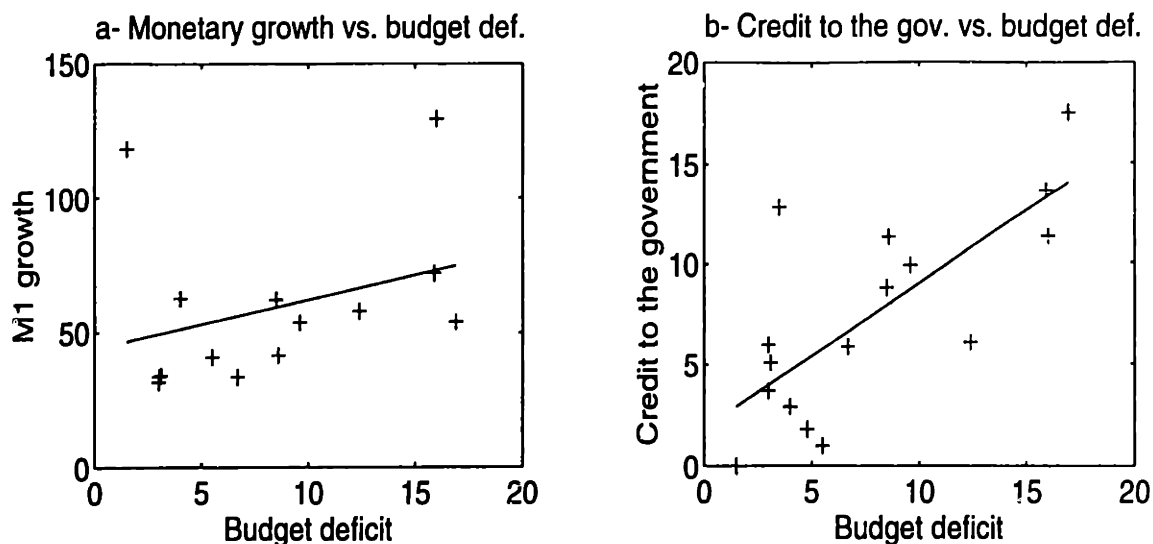 a- Monetary growth vs. budget def.
150
100
50
0
M1 growth
0 5 10 15 20
Budget deficit
b- Credit to the gov. vs. budget def.
20
15
10
5
0
Credit to the government
0 5 10 15 20
Budget deficit